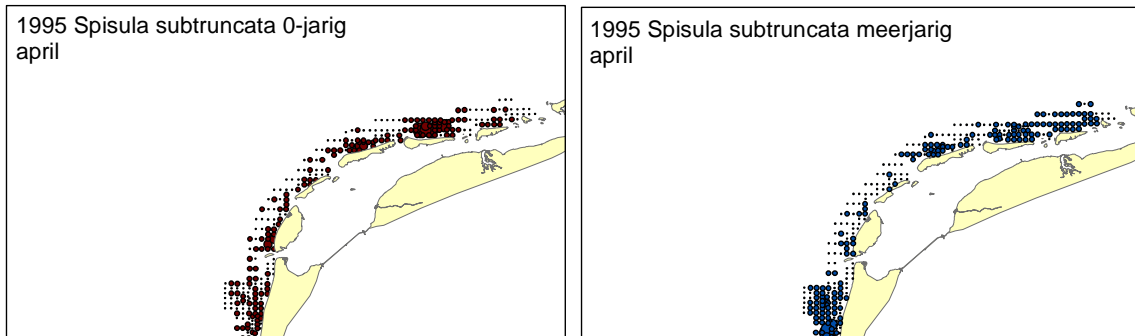 1995 Spisula subtruncata 0-jarig
april
1995 Spisula subtruncata meerjarig
april